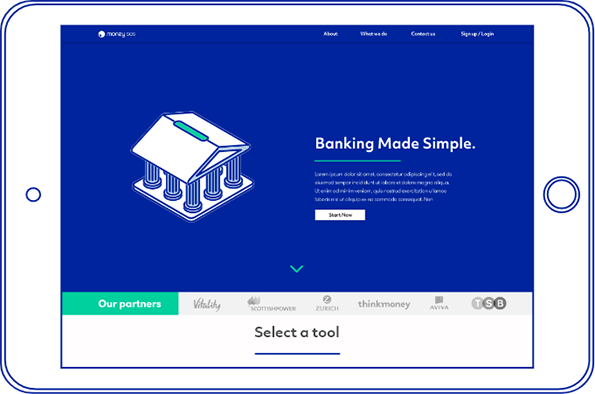 money sos
About What we do Contact us Sign up / Login
Banking Made Simple.
Lorem ipsum dolor sit amet, consectetur adipiscing elit, sed do
eiusmod tempor incid dunt ut labore et dolore magna aliqua.
Ut enim ad minim veniam, quis nostrud exercitation ullamco
laboris nisi ut aliquip ex ea commodo consequat.
Start Now
Our partners
Vitality
SCOTTISHPOWER
ZURICH
thinkmoney
AVIVA
TSB
Select a tool